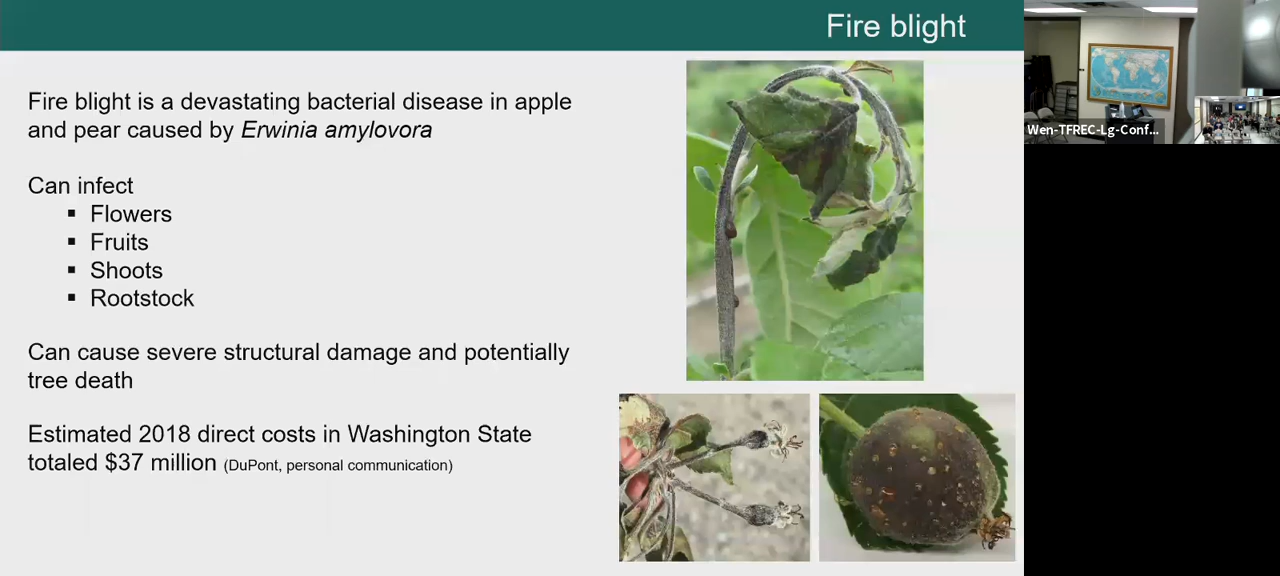 Fire blight
Fire blight is a devastating bacterial disease in apple
and pear caused by Erwinia amylovora
Can infect
▪ Flowers
▪ Fruits
▪ Shoots
▪ Rootstock
Can cause severe structural damage and potentially
tree death
Estimated 2018 direct costs in Washington State
totaled $37 million (DuPont, personal communication)
Wen-TFREC-Lg-Conf...